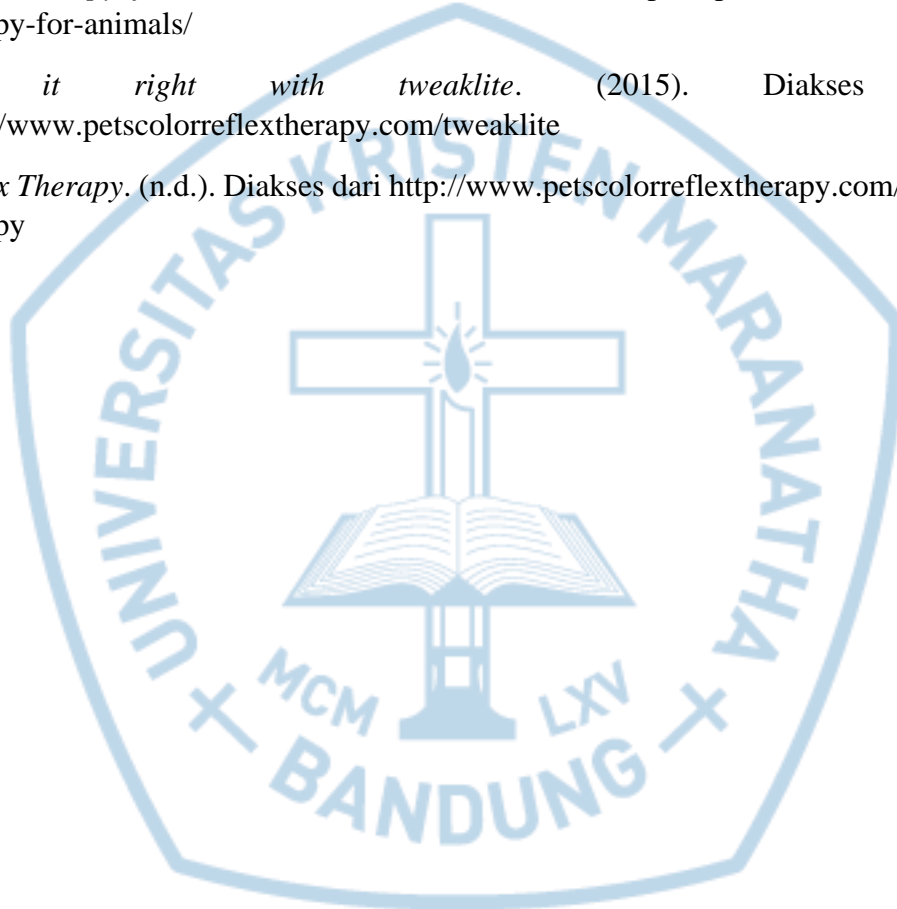 py-for-animals/
it right with tweaklite. (2015). Diakses
/www.petscolorreflextherapy.com/tweaklite
x Therapy. (n.d.). Diakses dari http://www.petscolorreflextherapy.com/
py
UNIVERSITAS KRISTEN MARANATHA
MCM LXV
BANDUNG